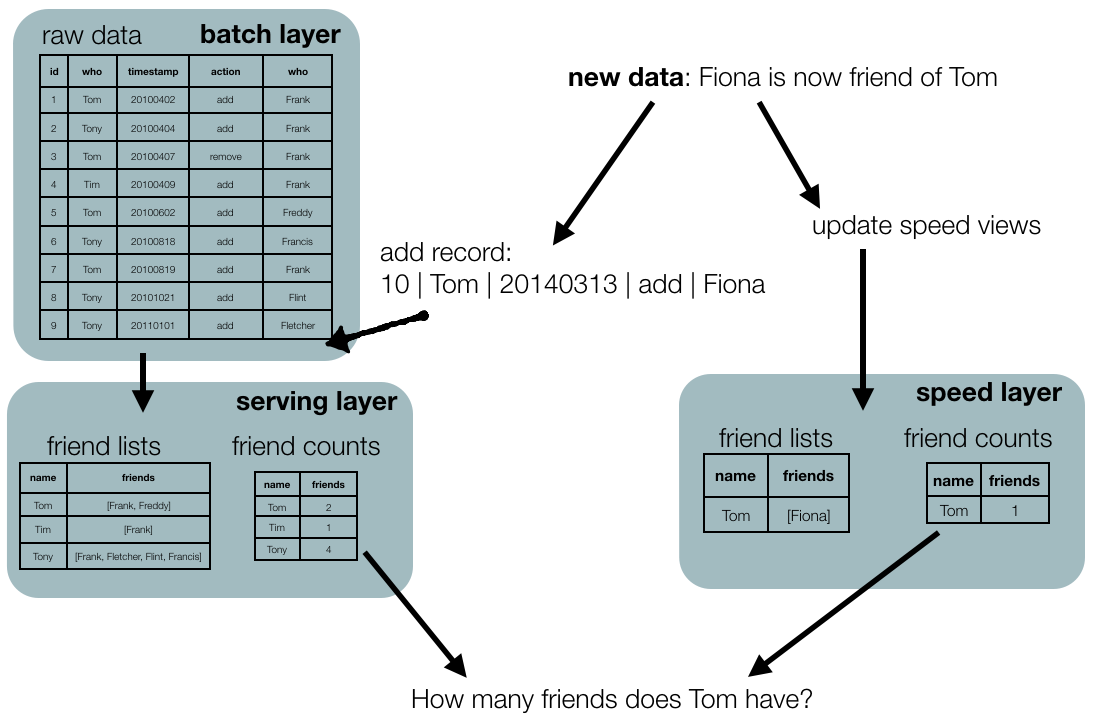 raw data batch layer
id who timestamp action who
1 Tom 20100402 add Frank
2 Tony 20100404 add Frank
3 Tom 20100407 remove Frank
4 Tim 20100409 add Frank
5 Tom 20100602 add Freddy
6 Tony 20100818 add Francis
7 Tom 20100819 add Frank
8 Tony 20101021 add Flint
9 Tony 20110101 add Fletcher
new data: Fiona is now friend of Tom
add record:
10 | Tom | 20140313 | add | Fiona
update speed views
serving layer
friend lists
name friends
Tom [Frank, Freddy]
Tim [Frank]
Tony [Frank, Fletcher, Flint, Francis]
friend counts
name friends
Tom 2
Tim 1
Tony 4
speed layer
friend lists
name friends
Tom [Fiona]
friend counts
name friends
Tom 1
How many friends does Tom have?